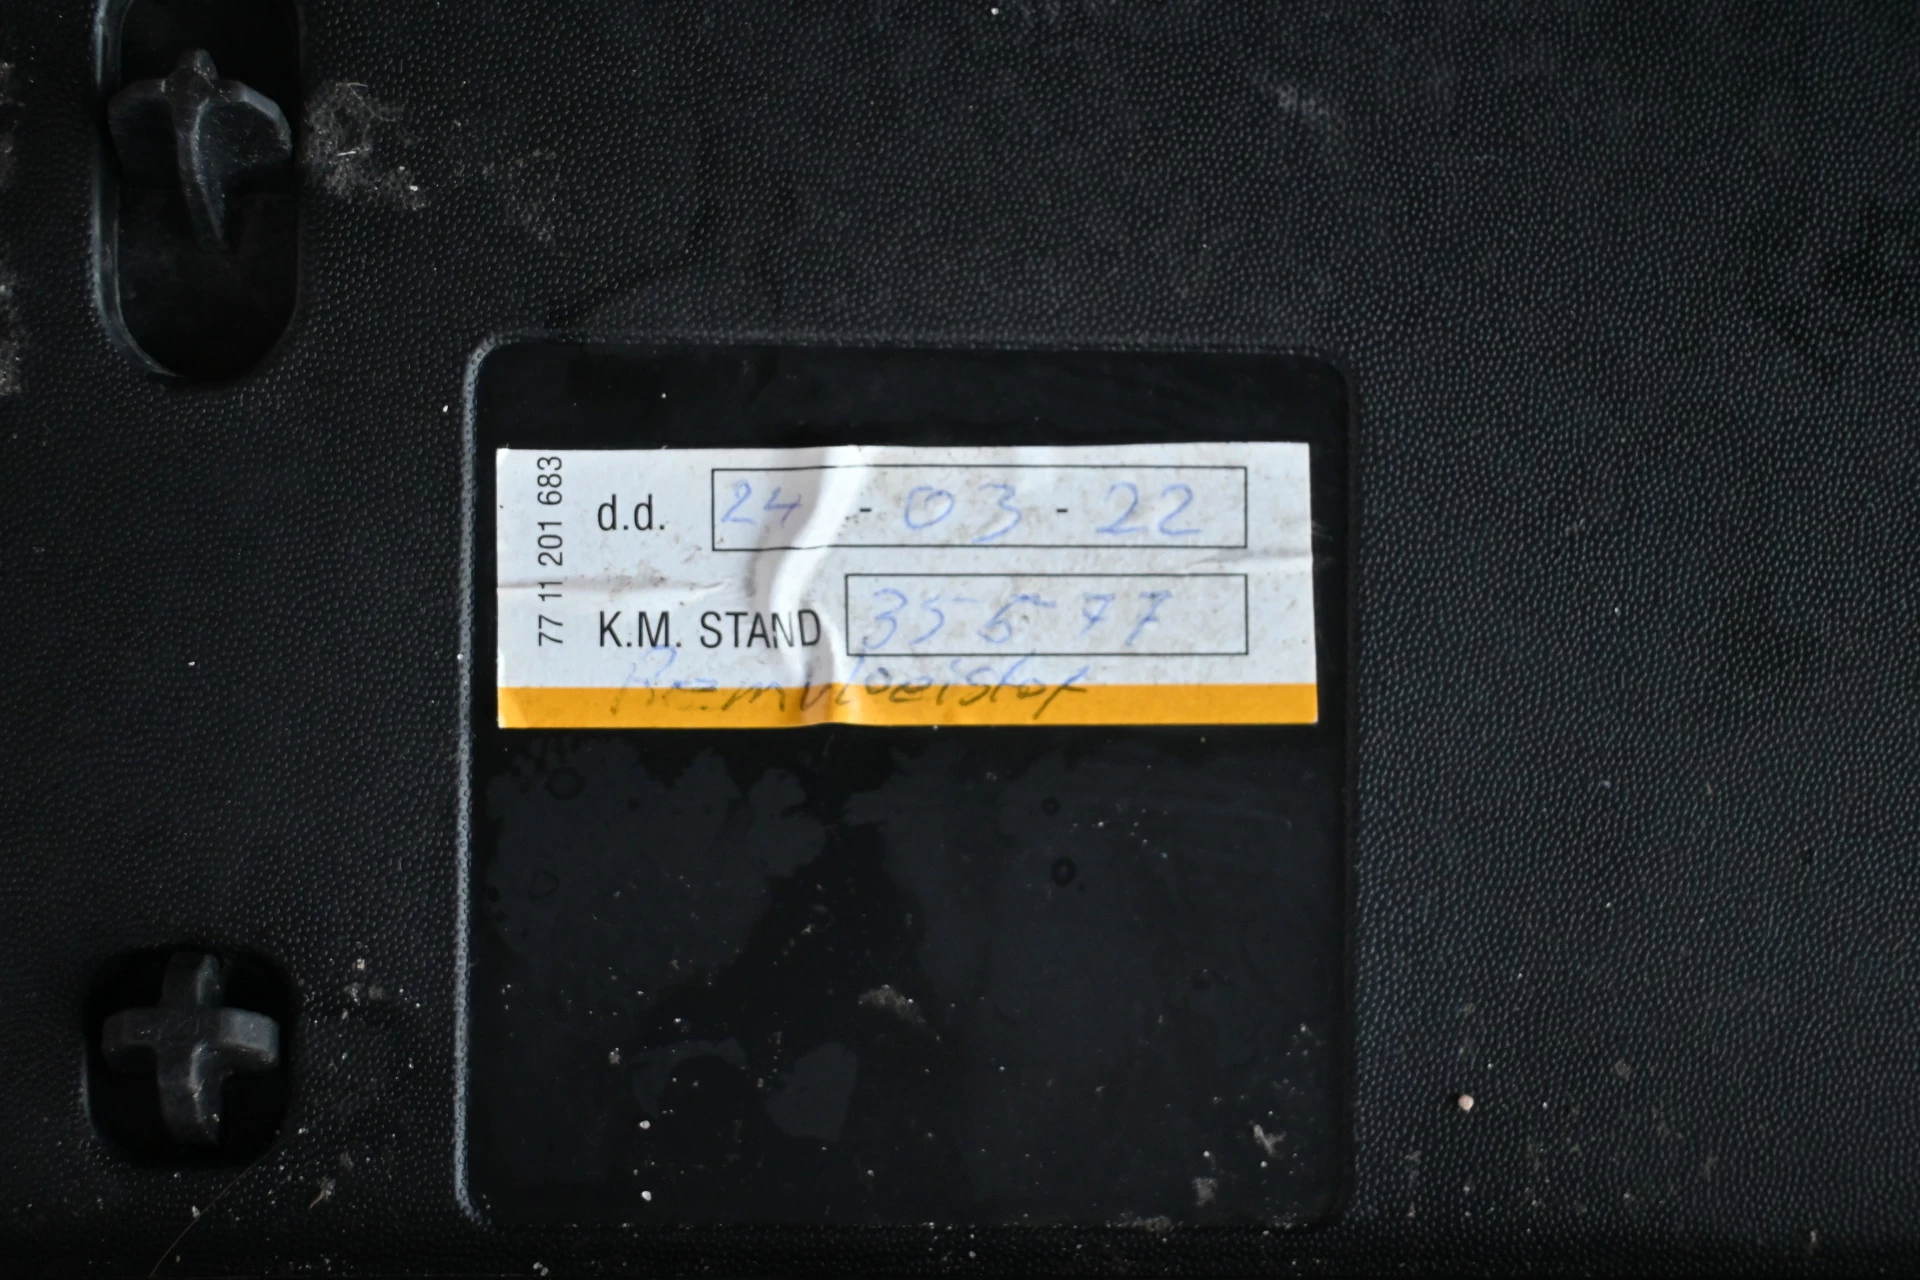 77 11 201 683
d.d. 24 - 03 - 22
K.M. STAND 35577
Remvloeistof